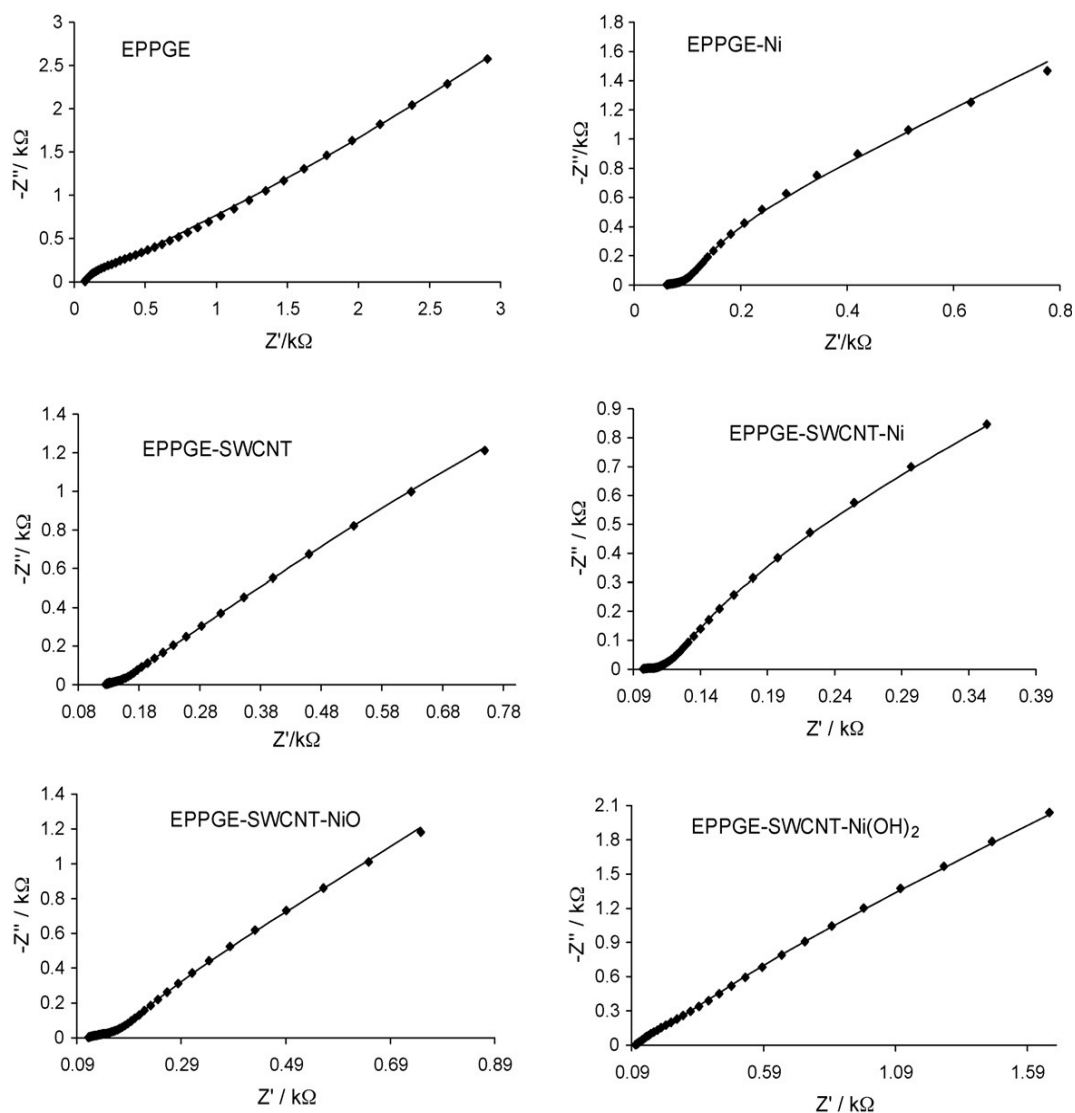 EPPGE
-Z"/ kΩ
3
2.5
2
1.5
1
0.5
0
0 0.5 1 1.5 2 2.5 3
Z'/kΩ
EPPGE-Ni
-Z"/kΩ
1.8
1.6
1.4
1.2
1
0.8
0.6
0.4
0.2
0
0 0.2 0.4 0.6 0.8
Z'/kΩ
EPPGE-SWCNT
-Z"/ kΩ
1.4
1.2
1
0.8
0.6
0.4
0.2
0
0.08 0.18 0.28 0.38 0.48 0.58 0.68 0.78
Z'/kΩ
EPPGE-SWCNT-Ni
-Z" / kΩ
0.9
0.8
0.7
0.6
0.5
0.4
0.3
0.2
0.1
0
0.09 0.14 0.19 0.24 0.29 0.34 0.39
Z' / kΩ
EPPGE-SWCNT-NiO
-Z" / kΩ
1.4
1.2
1
0.8
0.6
0.4
0.2
0
0.09 0.29 0.49 0.69 0.89
Z' / kΩ
EPPGE-SWCNT-Ni(OH)₂
-Z" / kΩ
2.1
1.8
1.5
1.2
0.9
0.6
0.3
0
0.09 0.59 1.09 1.59
Z' / kΩ